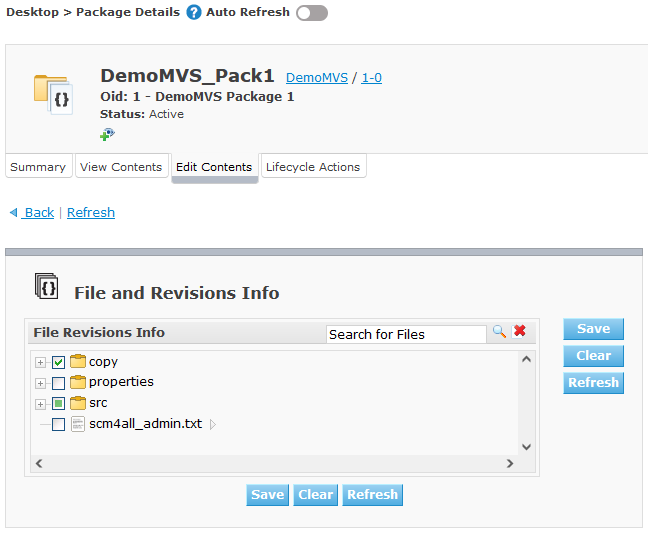 Desktop > Package Details ? Auto Refresh
{}
DemoMVS_Pack1 DemoMVS / 1-0
Oid: 1 - DemoMVS Package 1
Status: Active
Summary View Contents Edit Contents Lifecycle Actions
Back | Refresh
{} File and Revisions Info
File Revisions Info Search for Files
Save
copy
Clear
properties
Refresh
src
scm4all_admin.txt
Save Clear Refresh